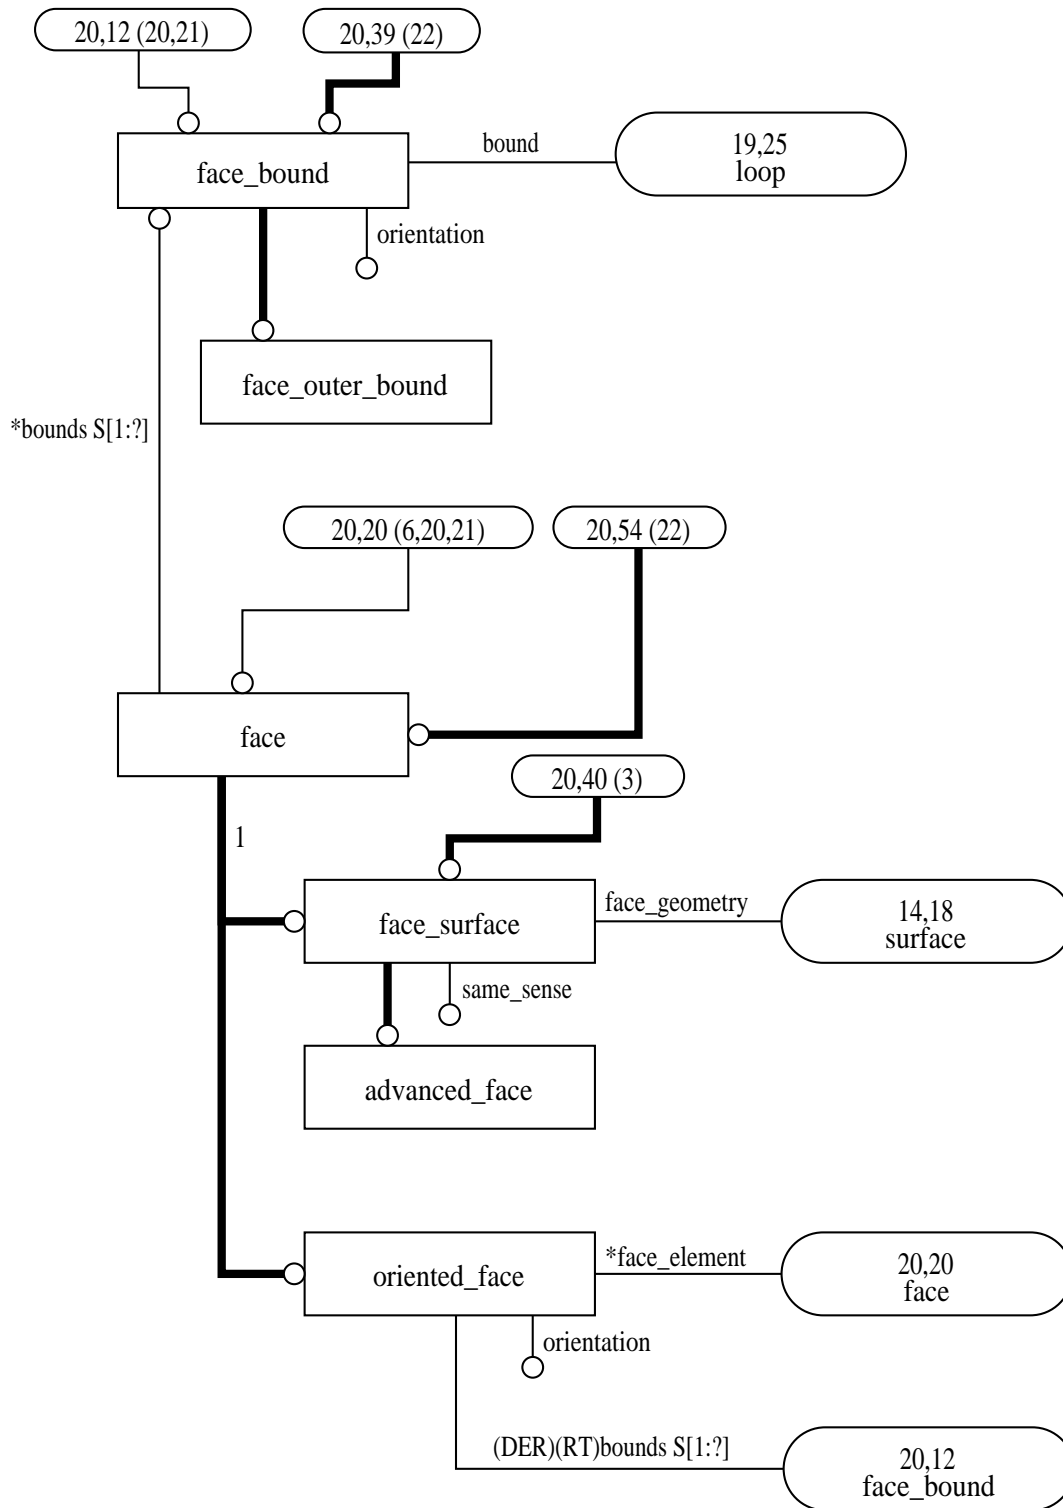 20,12 (20,21)
20,39 (22)
face_bound
bound
19,25
loop
orientation
face_outer_bound
*bounds S[1:?]
20,20 (6,20,21)
20,54 (22)
face
20,40 (3)
1
face_surface
face_geometry
14,18
surface
same_sense
advanced_face
oriented_face
*face_element
20,20
face
orientation
(DER)(RT)bounds S[1:?]
20,12
face_bound